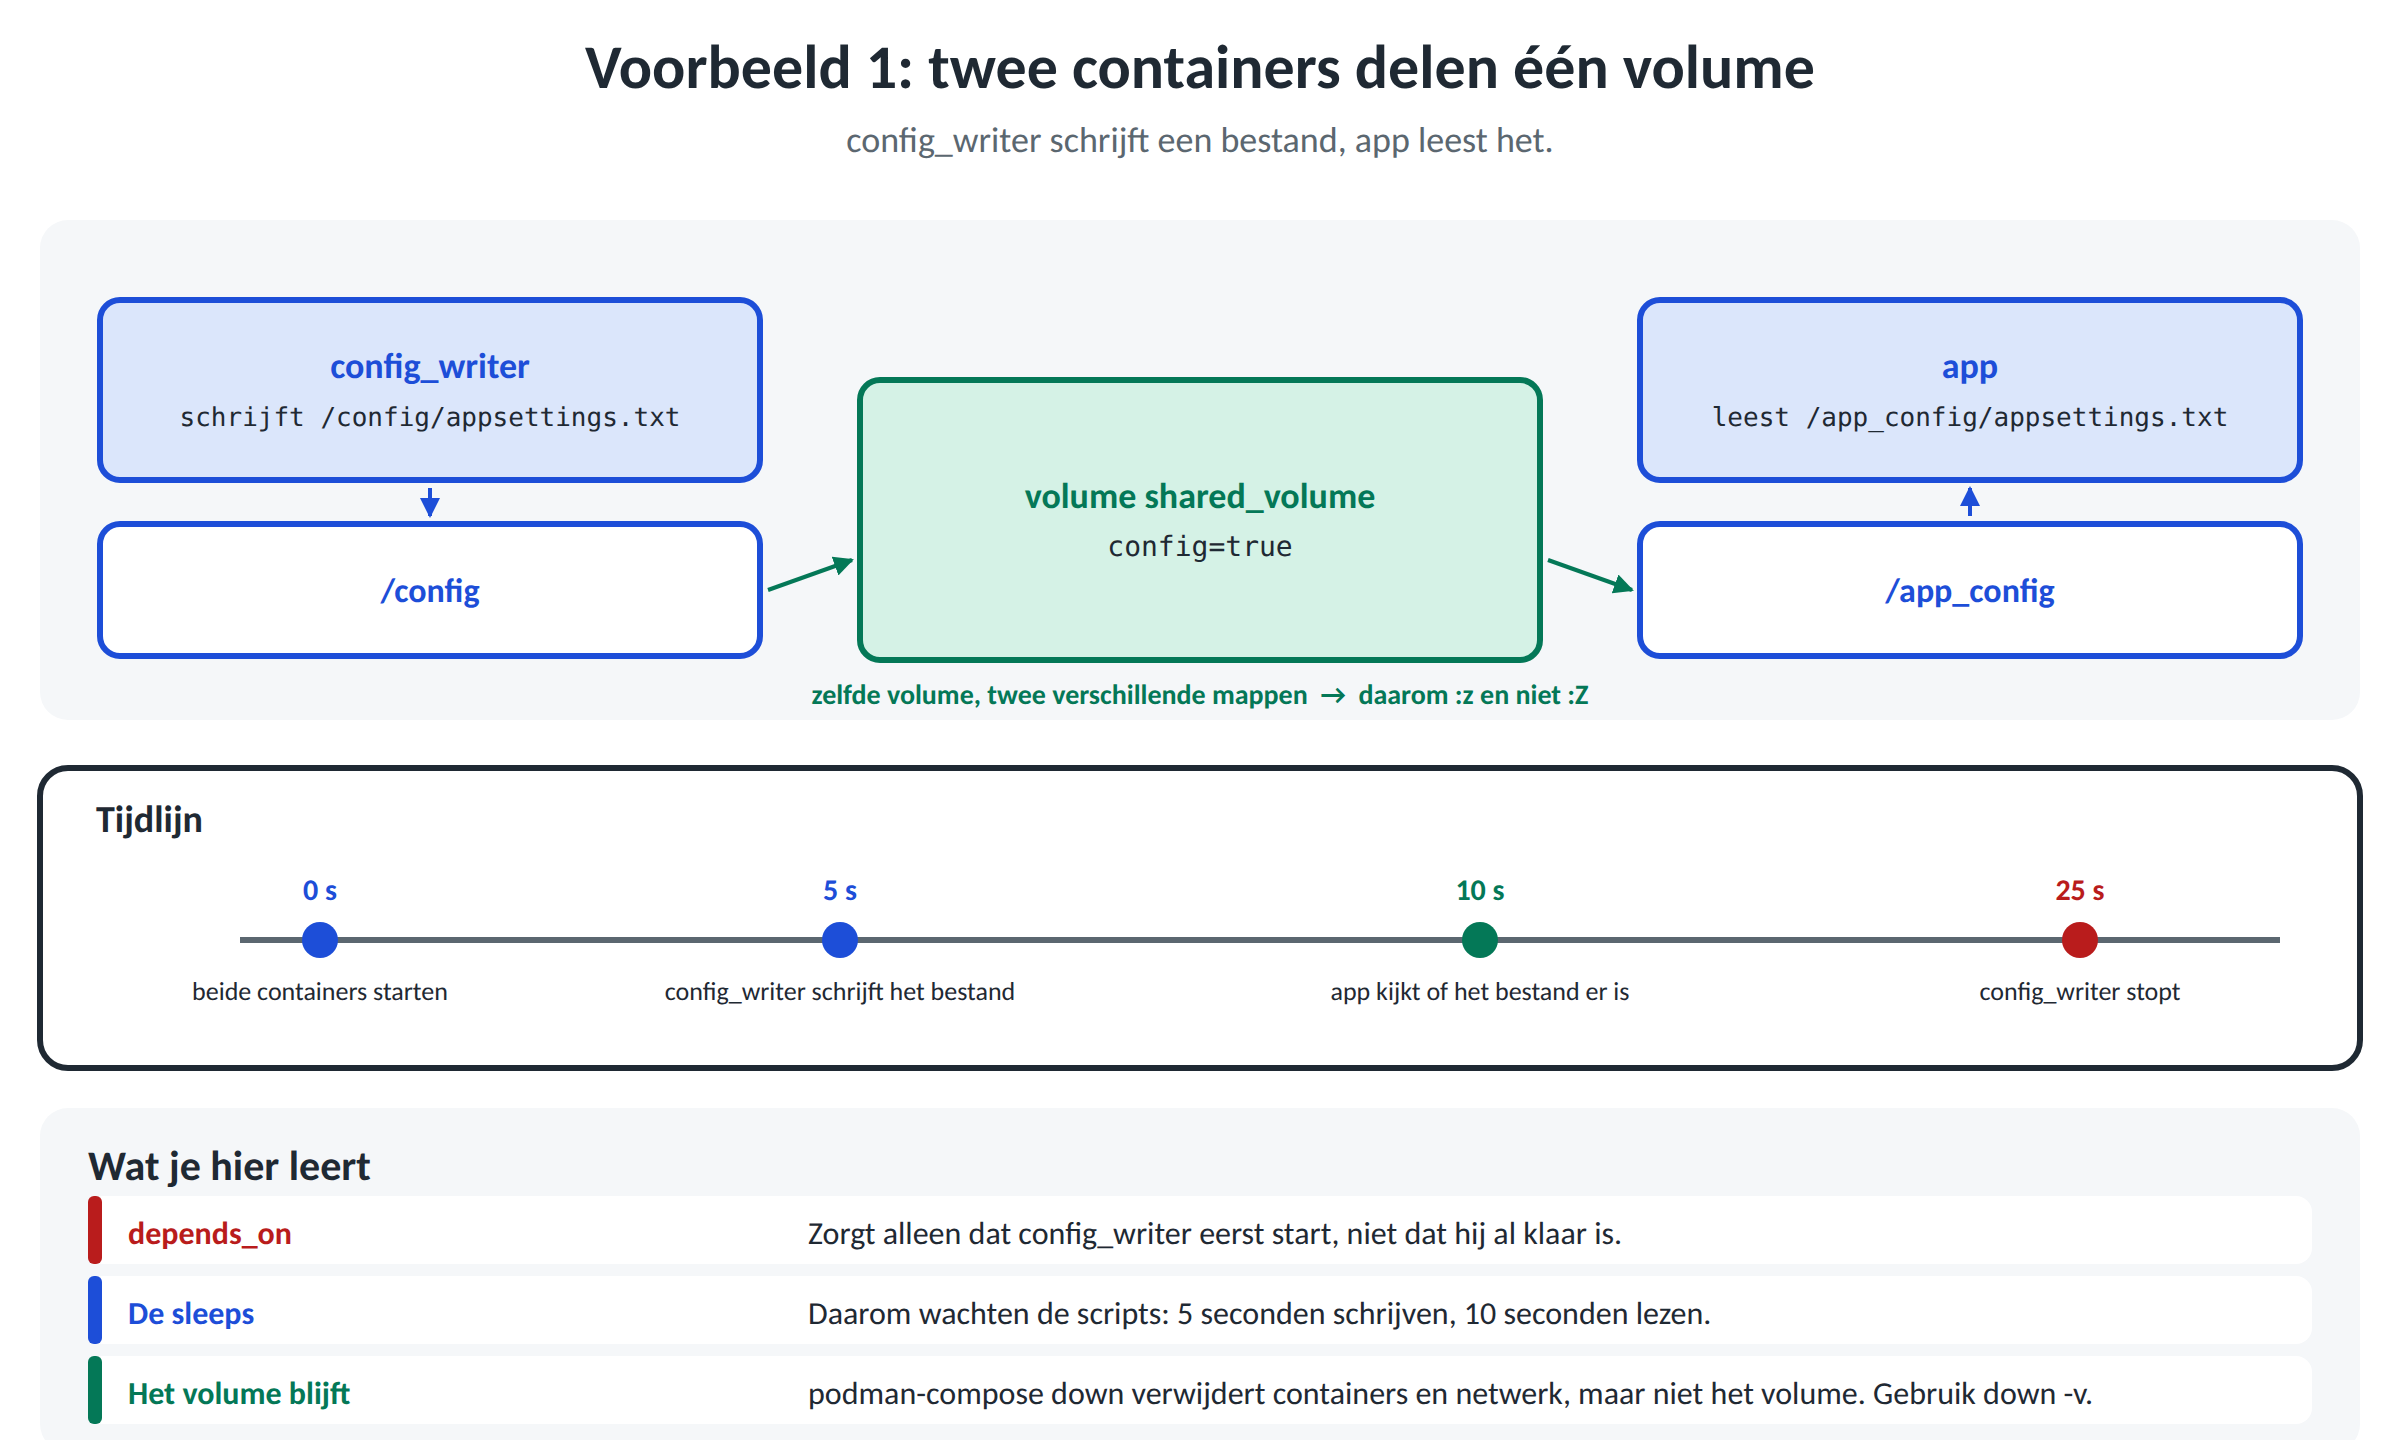 Voorbeeld 1: twee containers delen één volume
config_writer schrijft een bestand, app leest het.
config_writer
schrijft /config/appsettings.txt
/config
volume shared_volume
config=true
app
leest /app_config/appsettings.txt
/app_config
zelfde volume, twee verschillende mappen → daarom :z en niet :Z
Tijdlijn
0 s
5 s
10 s
25 s
beide containers starten
config_writer schrijft het bestand
app kijkt of het bestand er is
config_writer stopt
Wat je hier leert
depends_on
Zorgt alleen dat config_writer eerst start, niet dat hij al klaar is.
De sleeps
Daarom wachten de scripts: 5 seconden schrijven, 10 seconden lezen.
Het volume blijft
podman-compose down verwijdert containers en netwerk, maar niet het volume. Gebruik down -v.